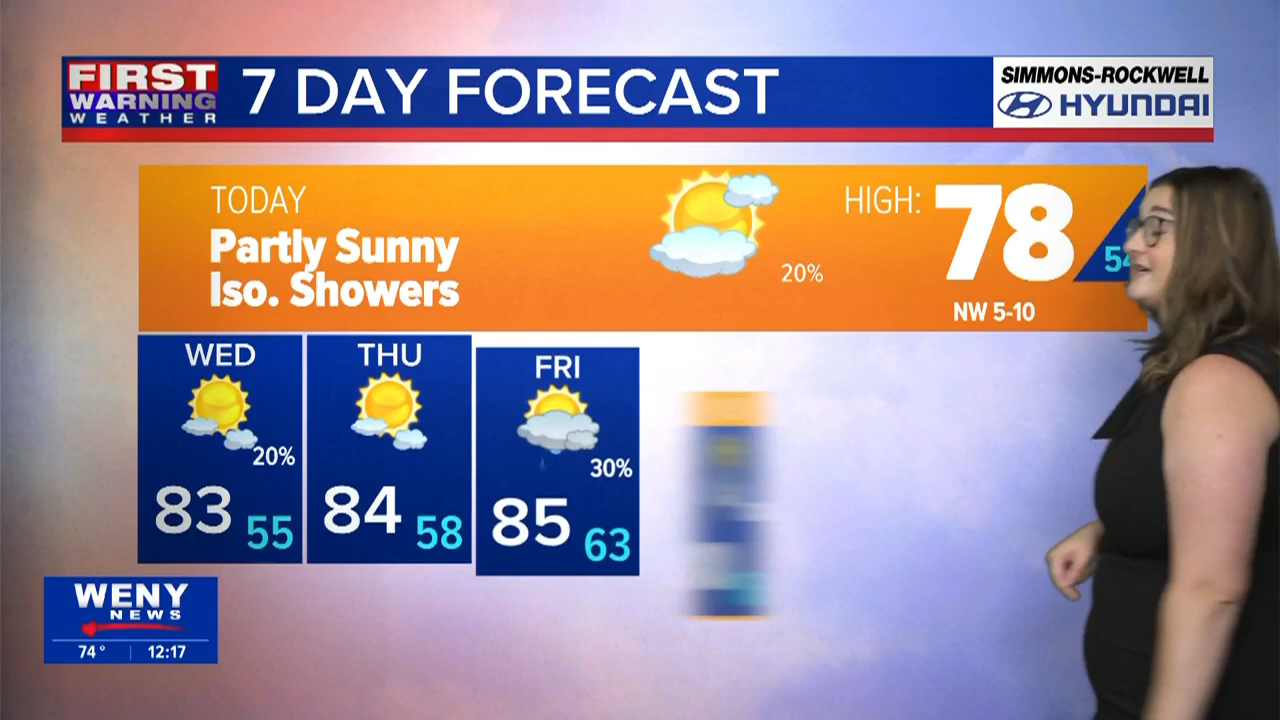 FIRST
WARNING
WEATHER
7 DAY FORECAST
SIMMONS-ROCKWELL
HYUNDAI
TODAY
Partly Sunny
Iso. Showers
20%
HIGH: 78
54
NW 5-10
WED
20%
83 55
THU
84 58
FRI
30%
85 63
WENY
NEWS
74° 12:17